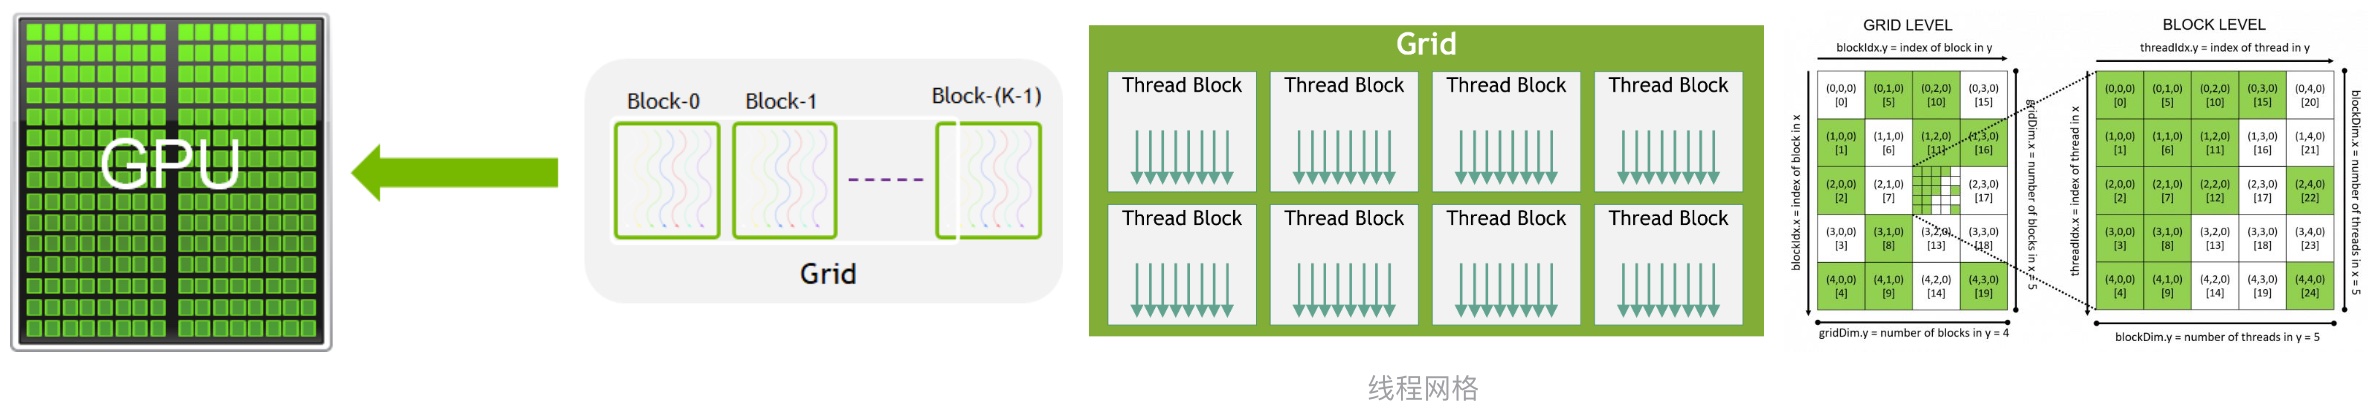 GPU
Block-0
Block-1
Block-(K-1)
Grid
Grid
Thread Block
Thread Block
Thread Block
Thread Block
Thread Block
Thread Block
Thread Block
Thread Block
GRID LEVEL
blockIdx.y = index of block in y
blockIdx.x = index of block in x
(0,0,0) (0,1,0) (0,2,0) (0,3,0)
[0] [5] [10] [15]
(1,0,0) (1,1,0) (1,2,0) (1,3,0)
[1] [6] [11] [16]
(2,0,0) (2,1,0) (2,3,0)
[2] [7] [17]
(3,0,0) (3,1,0) (3,2,0) (3,3,0)
[3] [8] [13] [18]
(4,0,0) (4,1,0) (4,2,0) (4,3,0)
[4] [9] [14] [19]
gridDim.x = number of blocks in x = 5
gridDim.y = number of blocks in y = 4
BLOCK LEVEL
threadIdx.y = index of thread in y
threadIdx.x = index of thread in x
(0,0,0) (0,1,0) (0,2,0) (0,3,0) (0,4,0)
[0] [5] [10] [15] [20]
(1,0,0) (1,1,0) (1,2,0) (1,3,0) (1,4,0)
[1] [6] [11] [16] [21]
(2,0,0) (2,1,0) (2,2,0) (2,3,0) (2,4,0)
[2] [7] [12] [17] [22]
(3,0,0) (3,1,0) (3,2,0) (3,3,0) (3,4,0)
[3] [8] [13] [18] [23]
(4,0,0) (4,1,0) (4,2,0) (4,3,0) (4,4,0)
[4] [9] [14] [19] [24]
blockDim.x = number of threads in x = 5
blockDim.y = number of threads in y = 5
线程网格